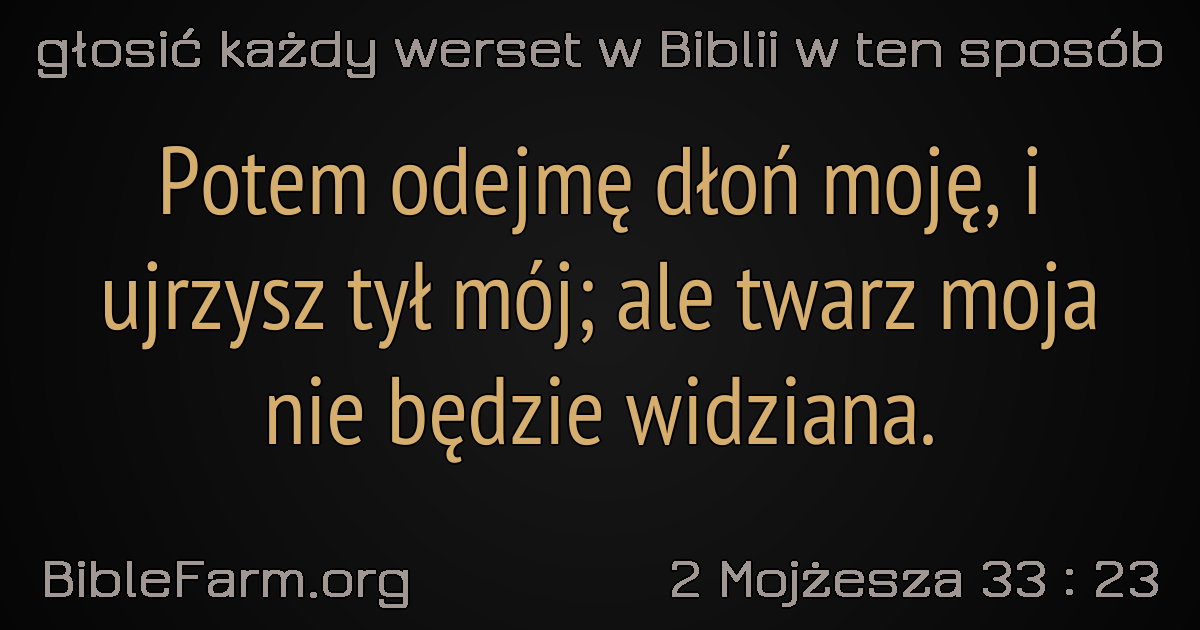 głosić każdy werset w Biblii w ten sposób
Potem odejmę dłoń moję, i
ujrzysz tył mój; ale twarz moja
nie będzie widziana.
BibleFarm.org
2 Mojżesza 33 : 23